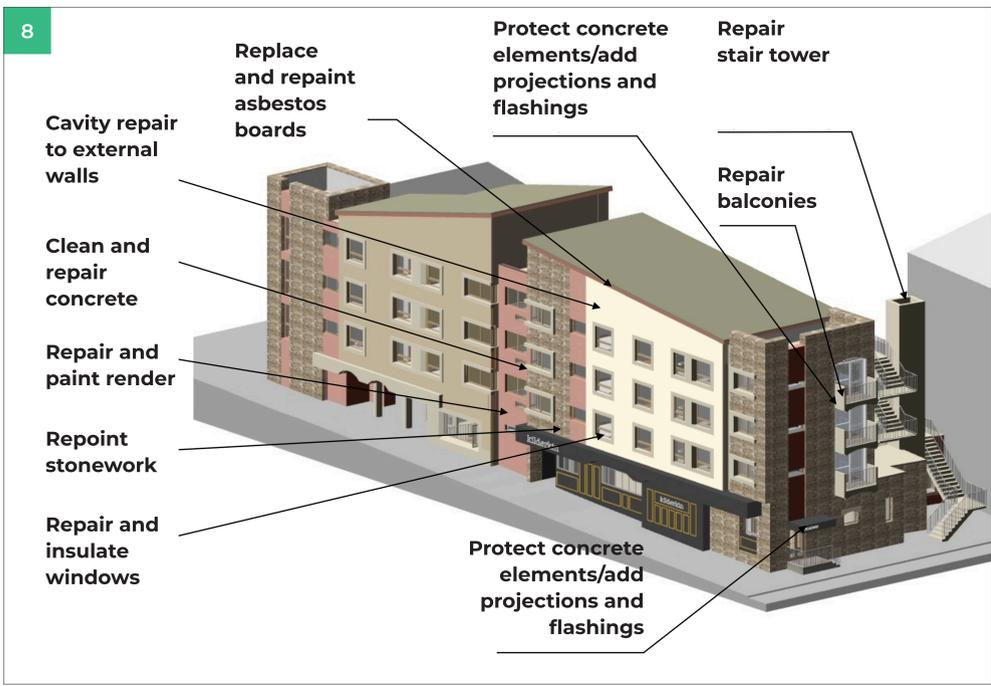 8
Replace
and repaint
asbestos
boards
Protect concrete
elements/add
projections and
flashings
Repair
stair tower
Cavity repair
to external
walls
Repair
balconies
Clean and
repair
concrete
Repair and
paint render
Repoint
stonework
kilderkin
kilderkin
Repair and
insulate
windows
Protect concrete
elements/add
projections and
flashings